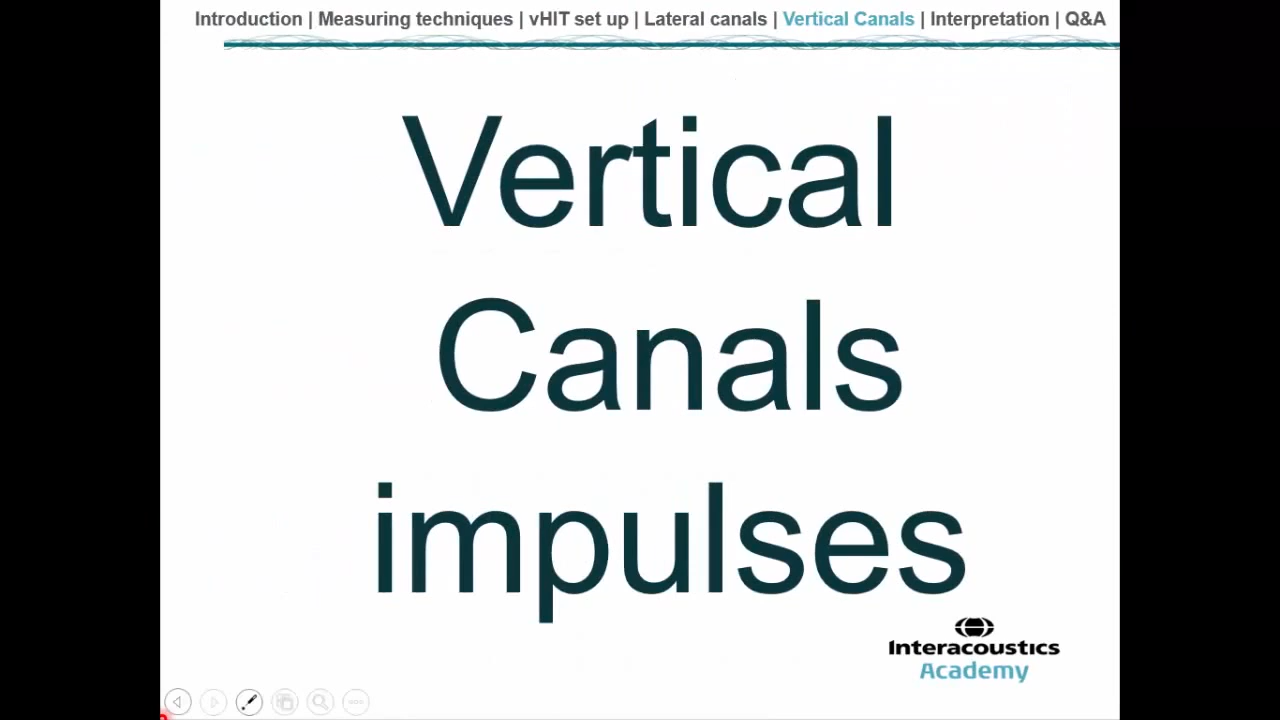 Introduction | Measuring techniques | vHIT set up | Lateral canals | Vertical Canals | Interpretation | Q&A
Vertical
Canals
impulses
Interacoustics
Academy